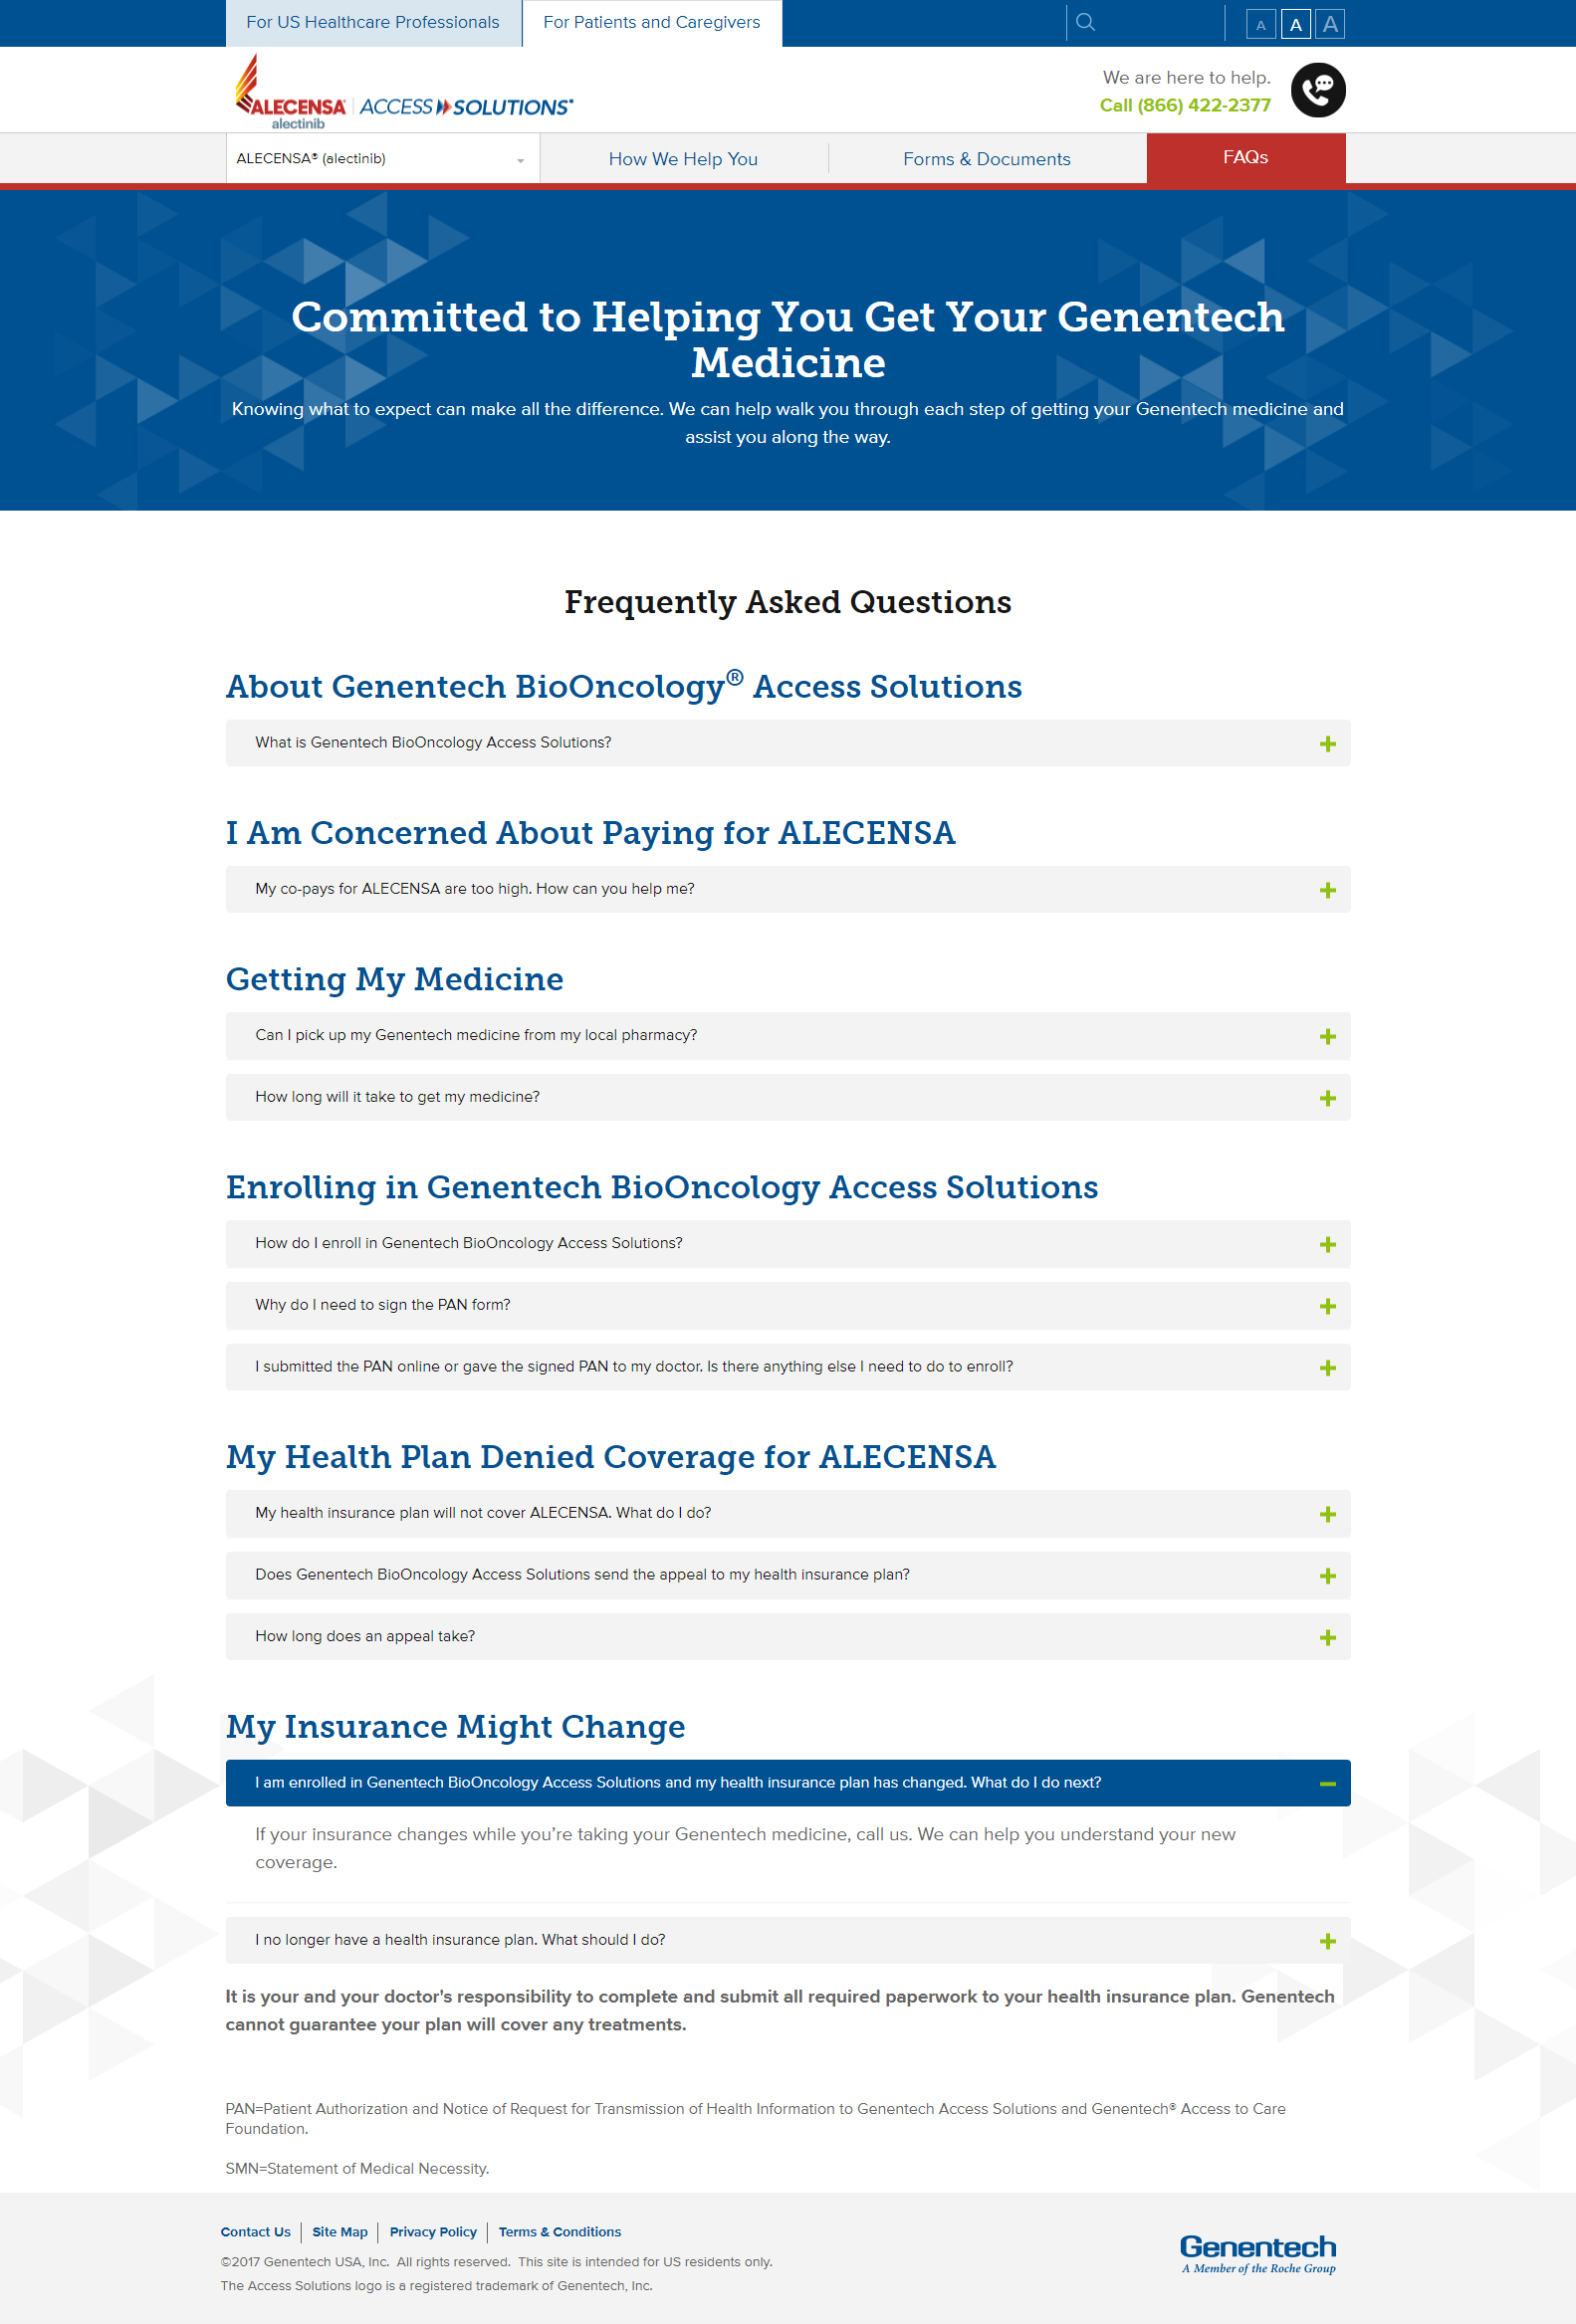 For US Healthcare Professionals
For Patients and Caregivers
A A A
ALECENSA®
alectinib
ACCESS SOLUTIONS®
We are here to help.
Call (866) 422-2377
ALECENSA® (alectinib)
How We Help You
Forms & Documents
FAQs
Committed to Helping You Get Your Genentech
Medicine
Knowing what to expect can make all the difference. We can help walk you through each step of getting your Genentech medicine and
assist you along the way.
Frequently Asked Questions
About Genentech BioOncology® Access Solutions
What is Genentech BioOncology Access Solutions?
I Am Concerned About Paying for ALECENSA
My co-pays for ALECENSA are too high. How can you help me?
Getting My Medicine
Can I pick up my Genentech medicine from my local pharmacy?
How long will it take to get my medicine?
Enrolling in Genentech BioOncology Access Solutions
How do I enroll in Genentech BioOncology Access Solutions?
Why do I need to sign the PAN form?
I submitted the PAN online or gave the signed PAN to my doctor. Is there anything else I need to do to enroll?
My Health Plan Denied Coverage for ALECENSA
My health insurance plan will not cover ALECENSA. What do I do?
Does Genentech BioOncology Access Solutions send the appeal to my health insurance plan?
How long does an appeal take?
My Insurance Might Change
I am enrolled in Genentech BioOncology Access Solutions and my health insurance plan has changed. What do I do next?
If your insurance changes while you're taking your Genentech medicine, call us. We can help you understand your new
coverage.
I no longer have a health insurance plan. What should I do?
It is your and your doctor's responsibility to complete and submit all required paperwork to your health insurance plan. Genentech
cannot guarantee your plan will cover any treatments.
PAN=Patient Authorization and Notice of Request for Transmission of Health Information to Genentech Access Solutions and Genentech® Access to Care
Foundation.
SMN=Statement of Medical Necessity.
Contact Us | Site Map | Privacy Policy | Terms & Conditions
©2017 Genentech USA, Inc. All rights reserved. This site is intended for US residents only.
The Access Solutions logo is a registered trademark of Genentech, Inc.
Genentech
A Member of the Roche Group